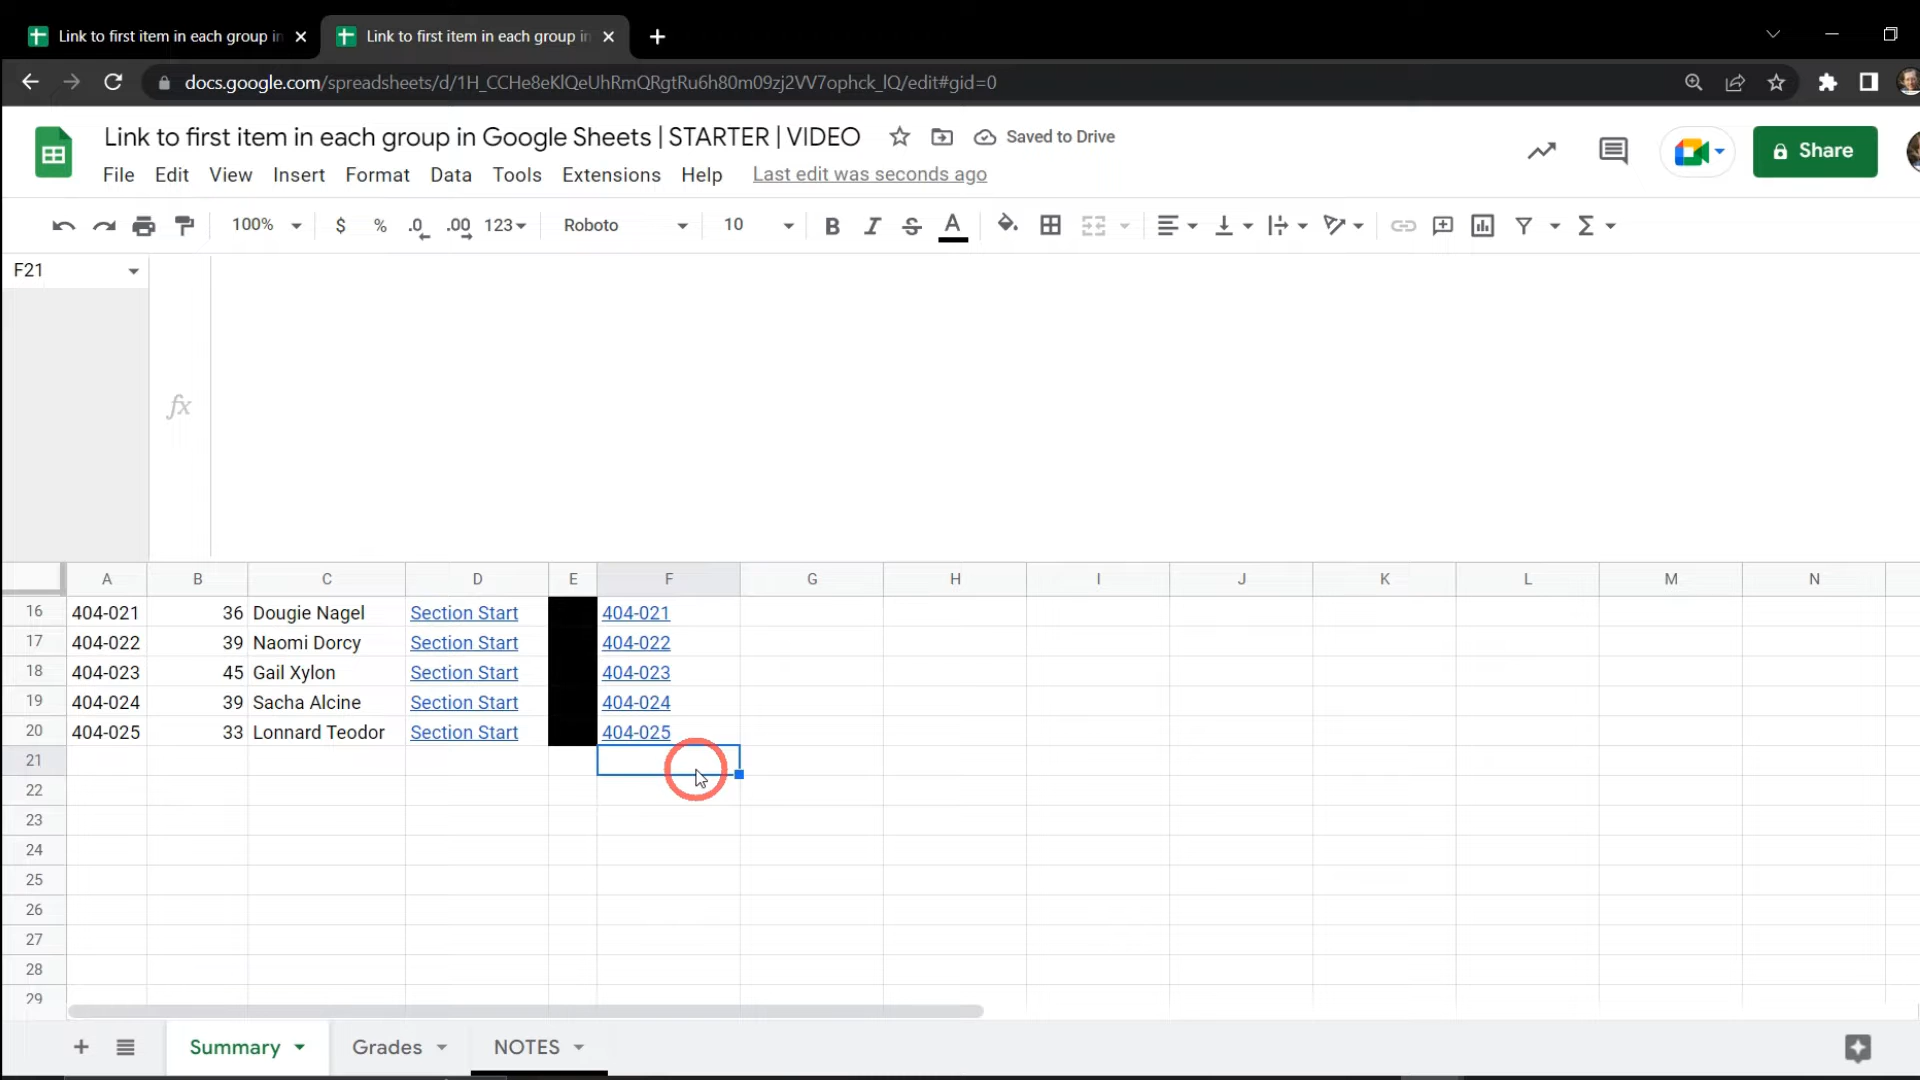 Link to first item in each group in
Link to first item in each group in
docs.google.com/spreadsheets/d/1H_CCHe8eKlQeUhRmQRgtRu6h80m09zj2VV7ophck_lQ/edit#gid=0
Link to first item in each group in Google Sheets | STARTER | VIDEO
Saved to Drive
Share
File Edit View Insert Format Data Tools Extensions Help Last edit was seconds ago
100% $ % .0 .00 123 Roboto 10 B I S A Σ
F21
fx
A B C D E F G H I J K L M N
16 404-021 36 Dougie Nagel Section Start 404-021
17 404-022 39 Naomi Dorcy Section Start 404-022
18 404-023 45 Gail Xylon Section Start 404-023
19 404-024 39 Sacha Alcine Section Start 404-024
20 404-025 33 Lonnard Teodor Section Start 404-025
21
22
23
24
25
26
27
28
29
Summary Grades NOTES